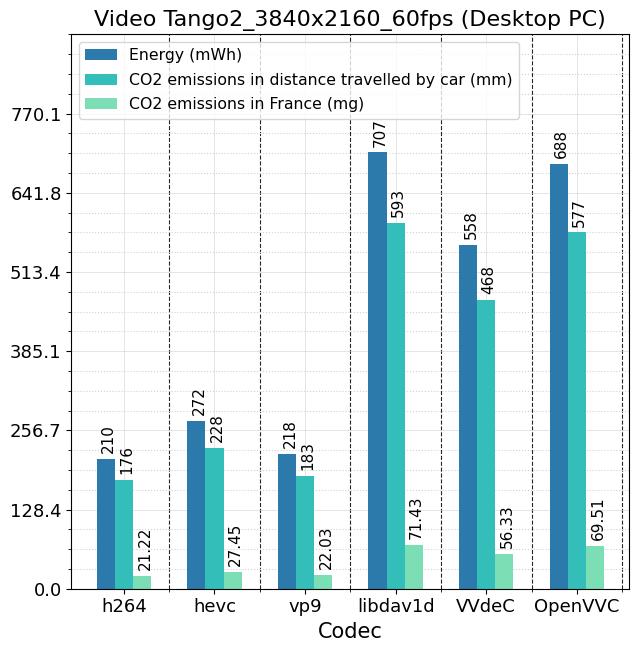 Video Tango2_3840x2160_60fps (Desktop PC)
Energy (mWh)
CO2 emissions in distance travelled by car (mm)
CO2 emissions in France (mg)
770.1
641.8
513.4
385.1
256.7
128.4
0.0
210
176
21.22
272
228
27.45
218
183
22.03
707
593
71.43
558
468
56.33
688
577
69.51
h264
hevc
vp9
libdav1d
VVdeC
OpenVVC
Codec